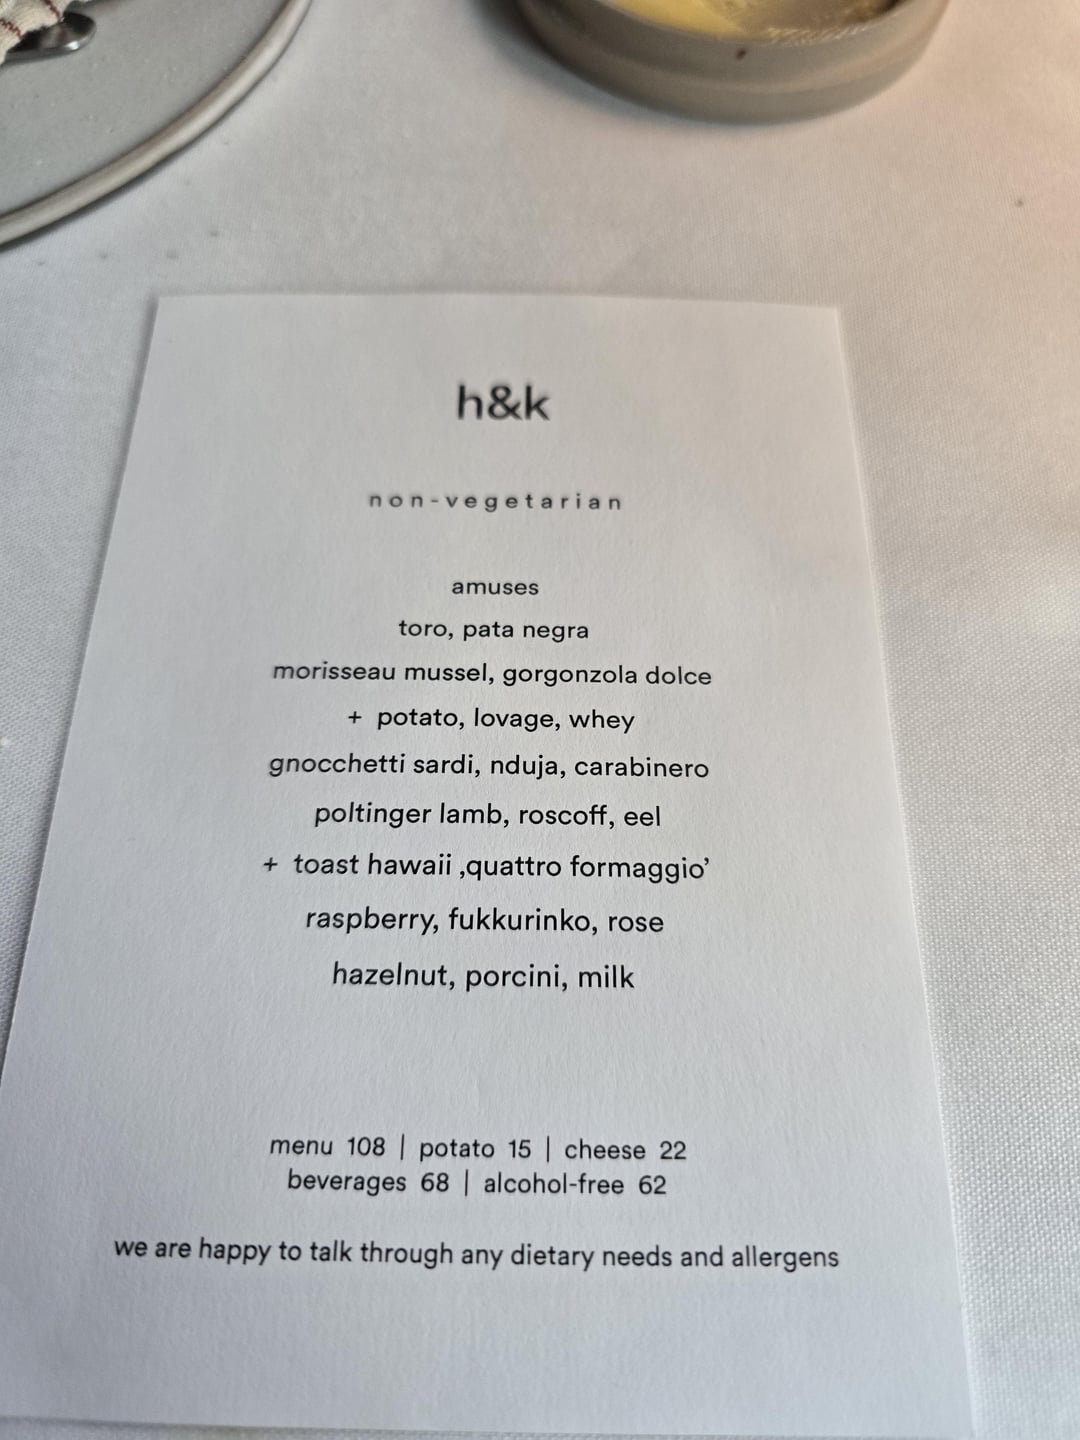 h&k
non-vegetarian
amuses
toro, pata negra
morisseau mussel, gorgonzola dolce
+ potato, lovage, whey
gnocchetti sardi, nduja, carabinero
poltinger lamb, roscoff, eel
+ toast hawaii ,quattro formaggio’
raspberry, fukkurinko, rose
hazelnut, porcini, milk
menu 108 | potato 15 | cheese 22
beverages 68 | alcohol-free 62
we are happy to talk through any dietary needs and allergens